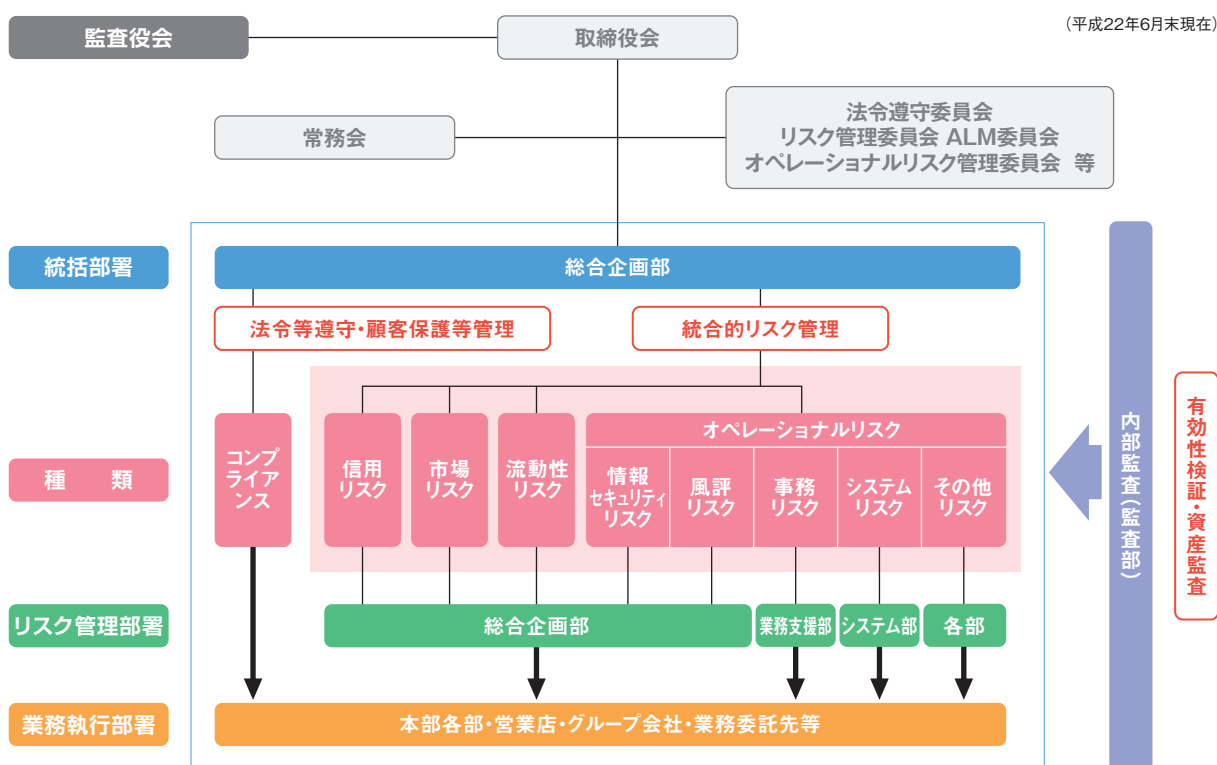 監査役会
取締役会
(平成22年6月末現在)
常務会
法令遵守委員会
リスク管理委員会 ALM委員会
オペレーショナルリスク管理委員会 等
統括部署
総合企画部
法令等遵守・顧客保護等管理
統合的リスク管理
種 類
コンプ
ライア
ンス
信用
リスク
市場
リスク
流動性
リスク
オペレーショナルリスク
情報
セキュリティ
リスク
風評
リスク
事務
リスク
システム
リスク
その他
リスク
リスク管理部署
総合企画部
業務支援部
システム部
各部
業務執行部署
本部各部・営業店・グループ会社・業務委託先等
内部監査(監査部)
有効性検証・資産監査